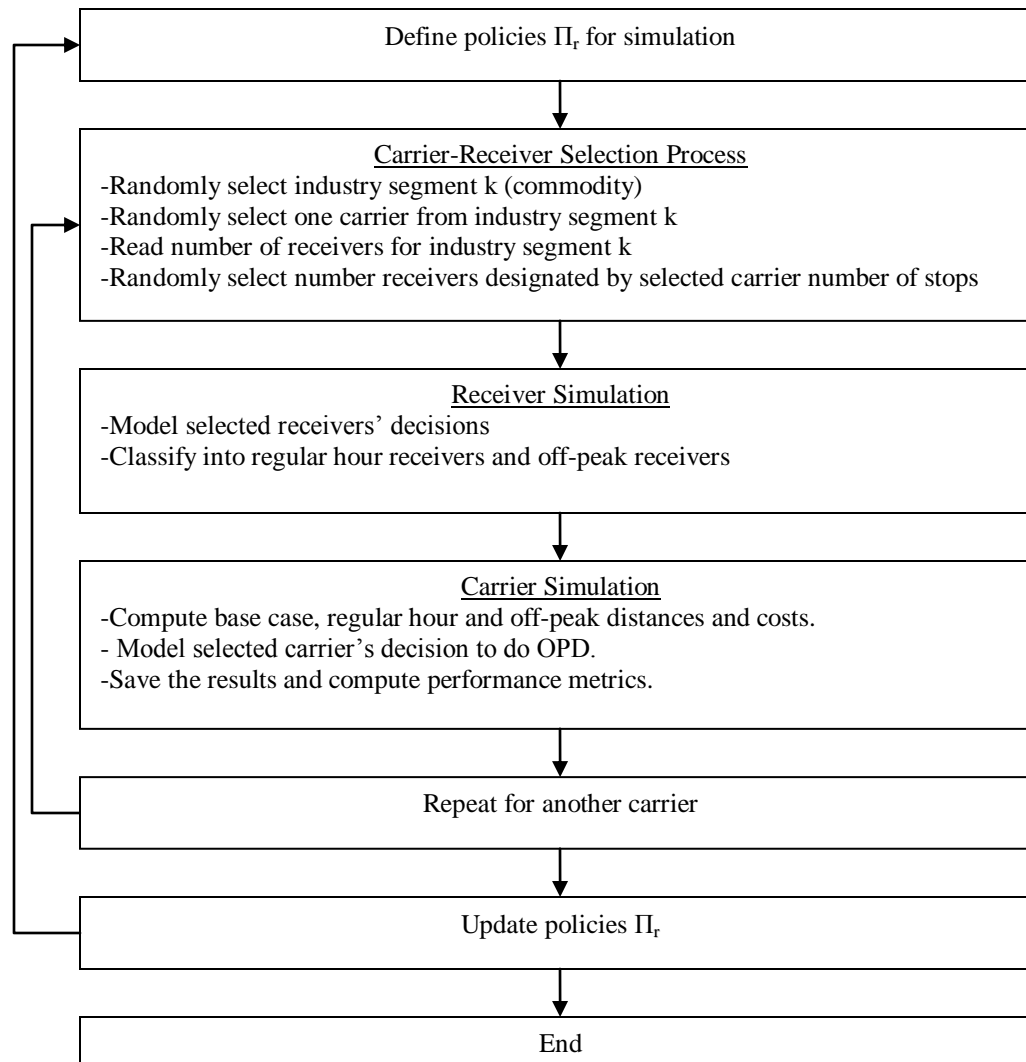 Define policies Πr for simulation
Carrier-Receiver Selection Process
-Randomly select industry segment k (commodity)
-Randomly select one carrier from industry segment k
-Read number of receivers for industry segment k
-Randomly select number receivers designated by selected carrier number of stops
Receiver Simulation
-Model selected receivers’ decisions
-Classify into regular hour receivers and off-peak receivers
Carrier Simulation
-Compute base case, regular hour and off-peak distances and costs.
- Model selected carrier’s decision to do OPD.
-Save the results and compute performance metrics.
Repeat for another carrier
Update policies Πr
End